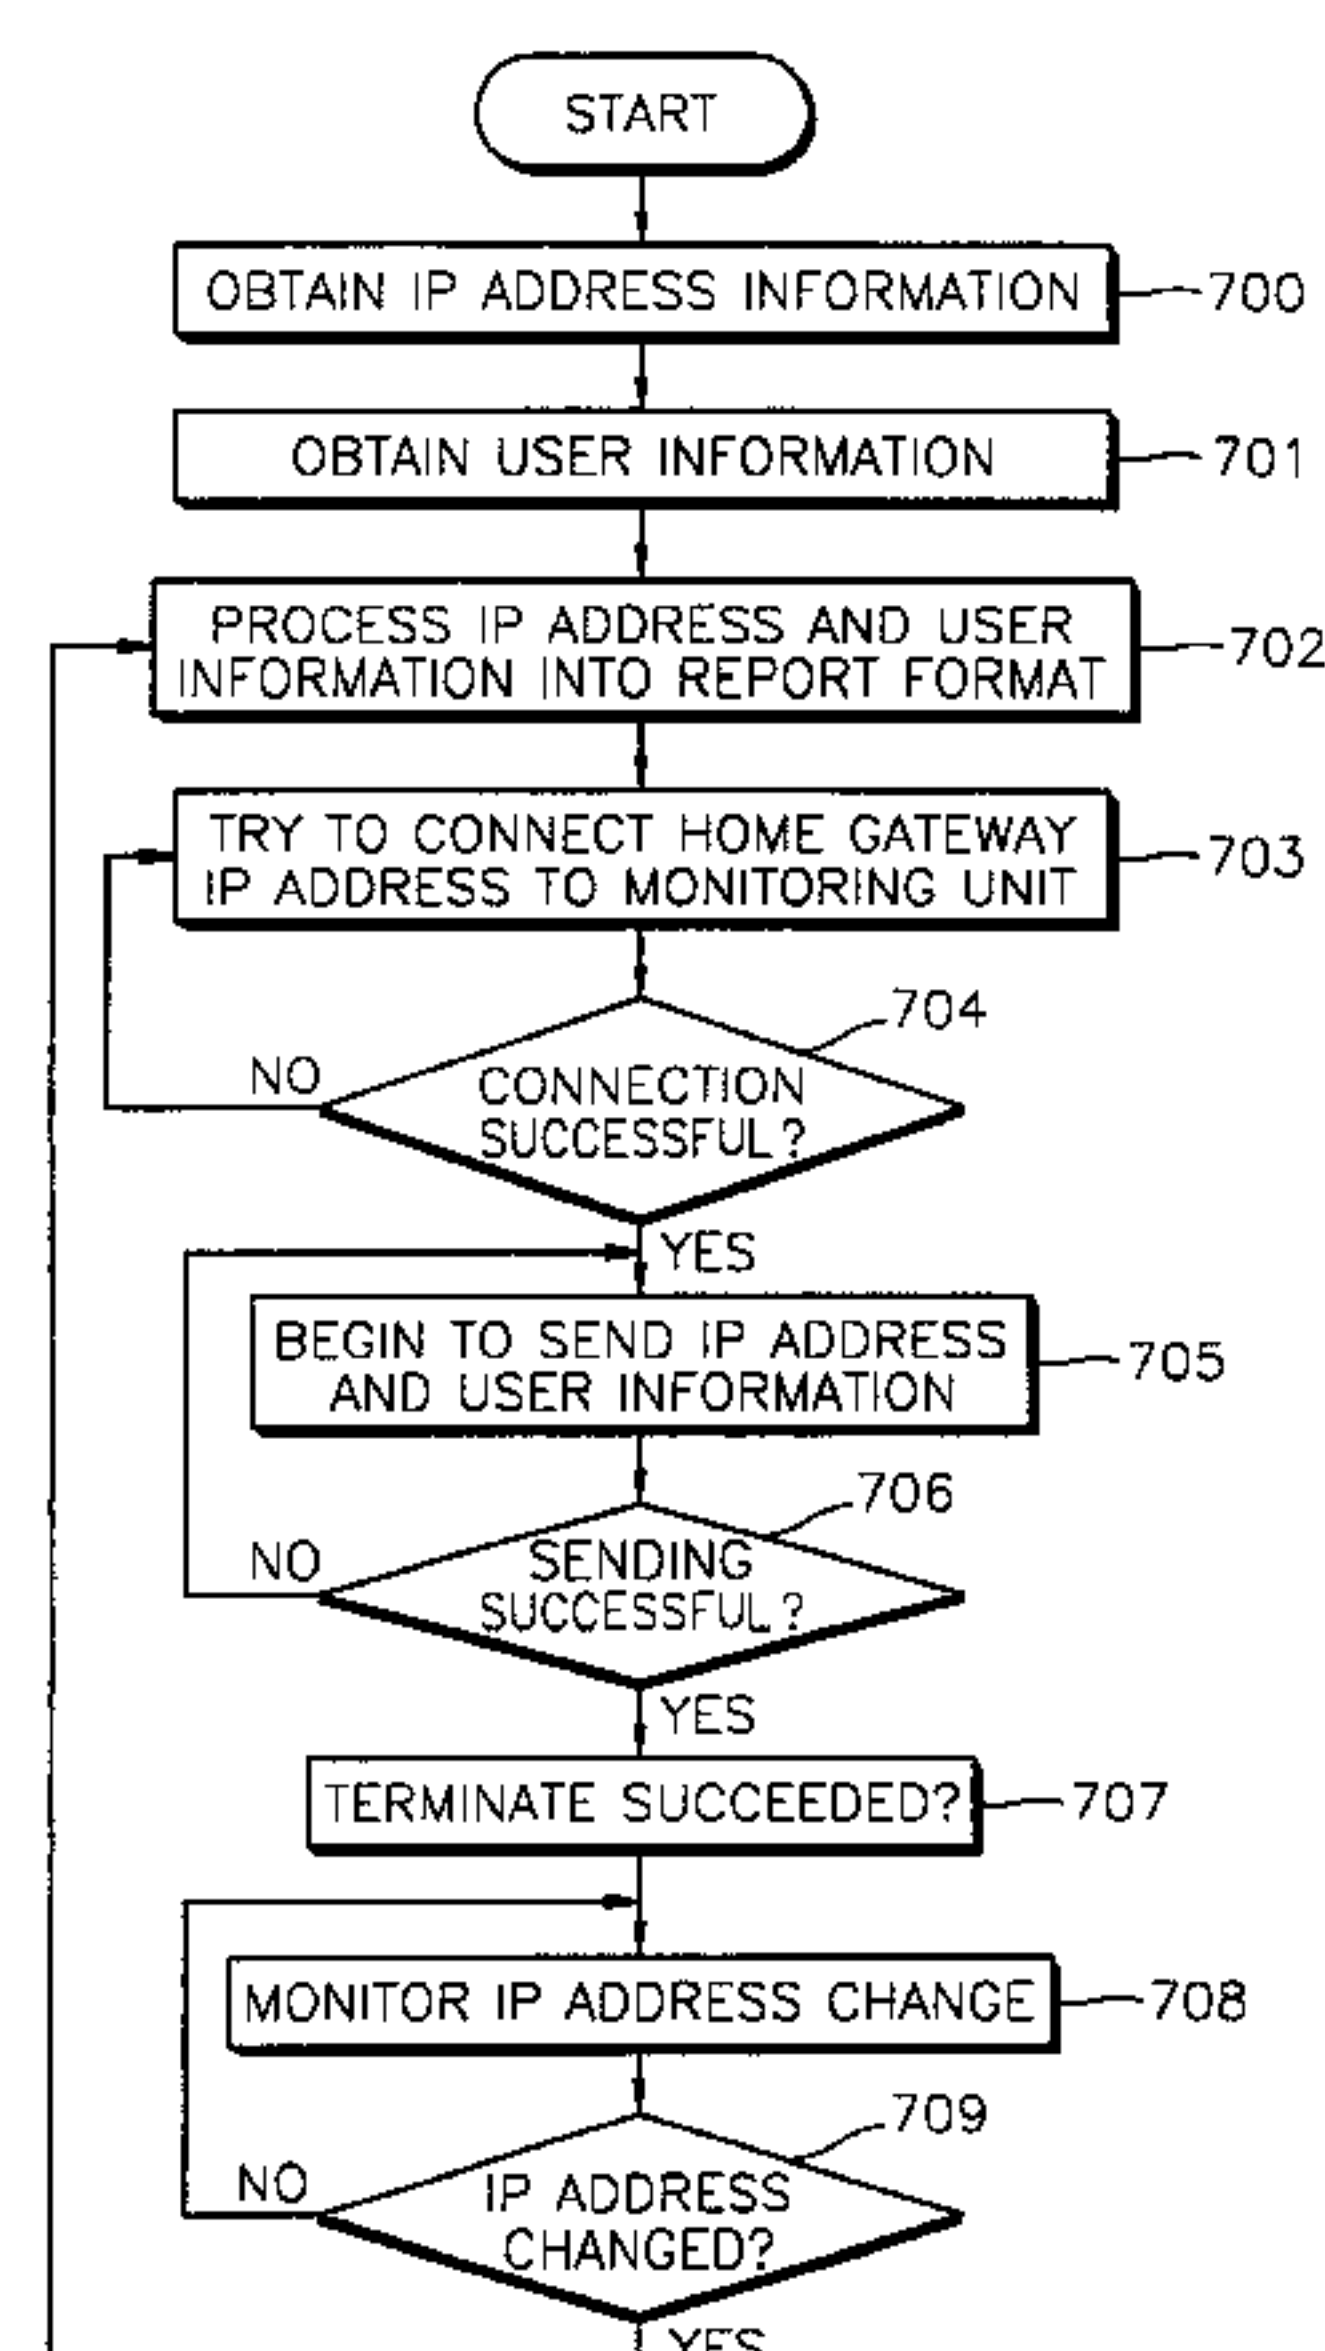 START
OBTAIN IP ADDRESS INFORMATION
700
OBTAIN USER INFORMATION
701
PROCESS IP ADDRESS AND USER
INFORMATION INTO REPORT FORMAT
702
TRY TO CONNECT HOME GATEWAY
IP ADDRESS TO MONITORING UNIT
703
704
NO
CONNECTION
SUCCESSFUL?
YES
BEGIN TO SEND IP ADDRESS
AND USER INFORMATION
705
706
NO
SENDING
SUCCESSFUL?
YES
TERMINATE SUCCEEDED?
707
MONITOR IP ADDRESS CHANGE
708
709
NO
IP ADDRESS
CHANGED?
YES